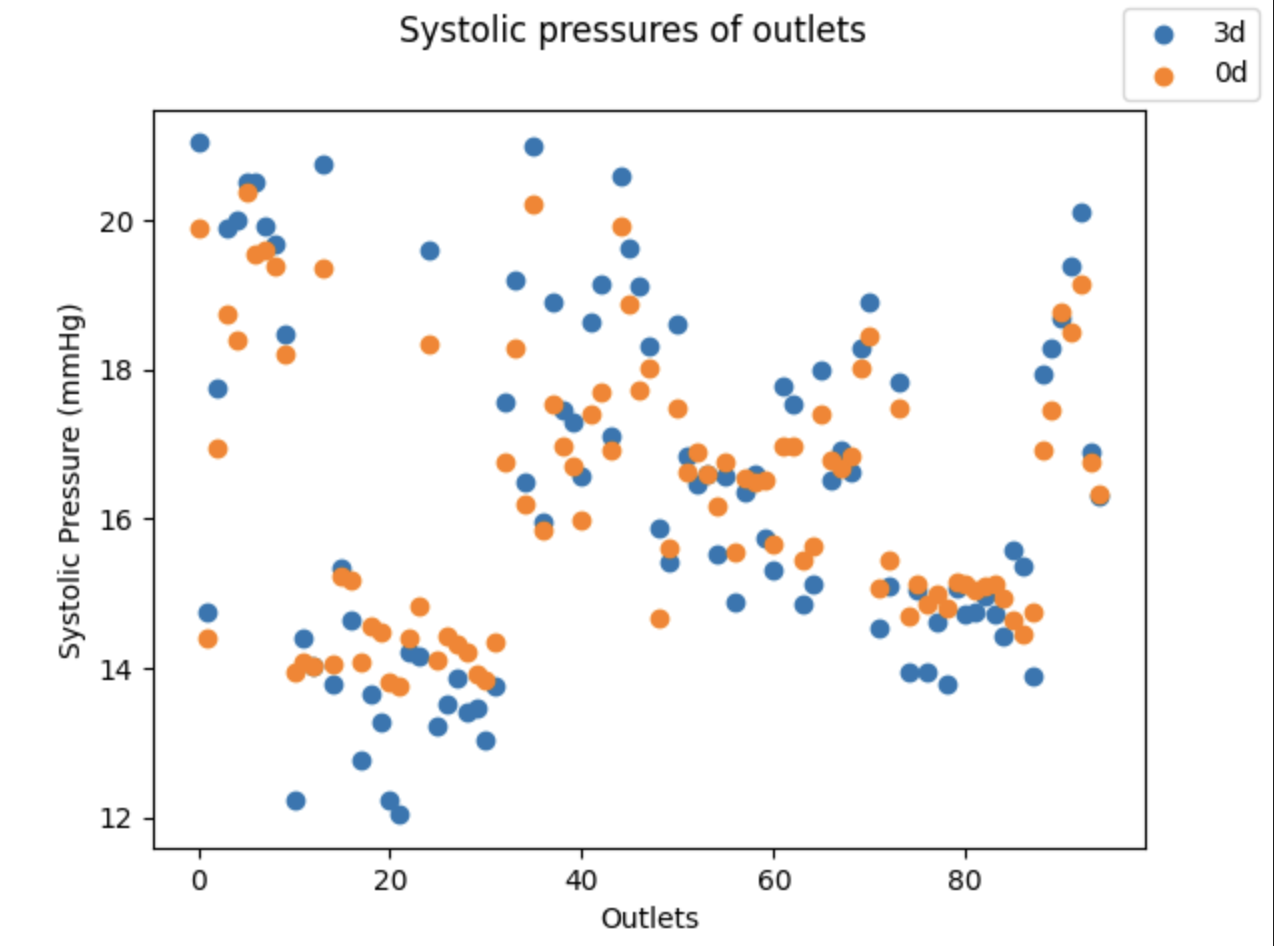 Systolic pressures of outlets
3d
0d
Systolic Pressure (mmHg)
20
18
16
14
12
0 20 40 60 80
Outlets